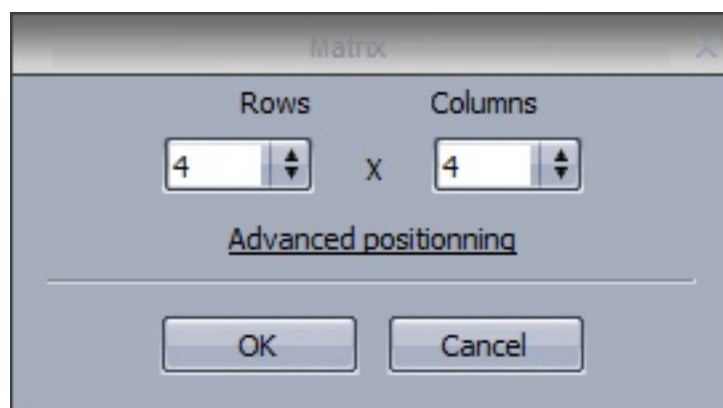 Matrix X
Rows Columns
4 X 4
Advanced positionning
OK Cancel